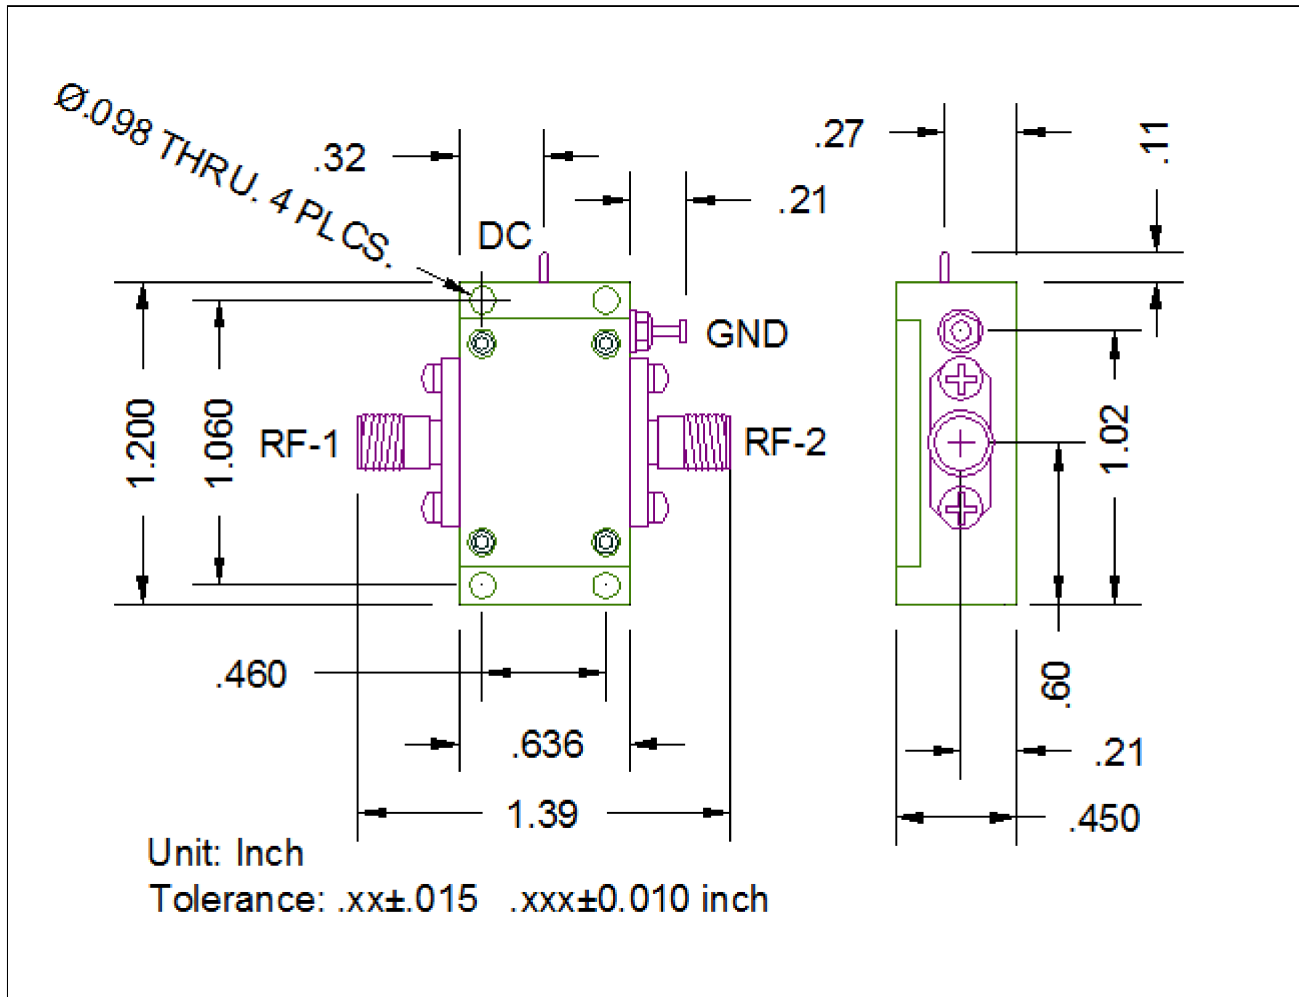 Ø.098 THRU. 4 PLCS.
.32
.27
.11
.21
DC
GND
1.200
1.060
RF-1
RF-2
1.02
.460
.60
.636
.21
1.39
.450
Unit: Inch
Tolerance: .xx±.015 .xxx±0.010 inch